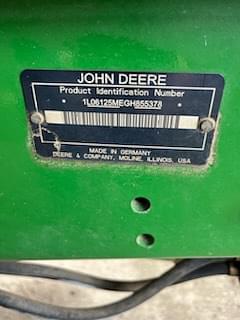 JOHN DEERE
Product Identification Number
*1L06125MEGH855378*
MADE IN GERMANY
DEERE & COMPANY, MOLINE, ILLINOIS, USA